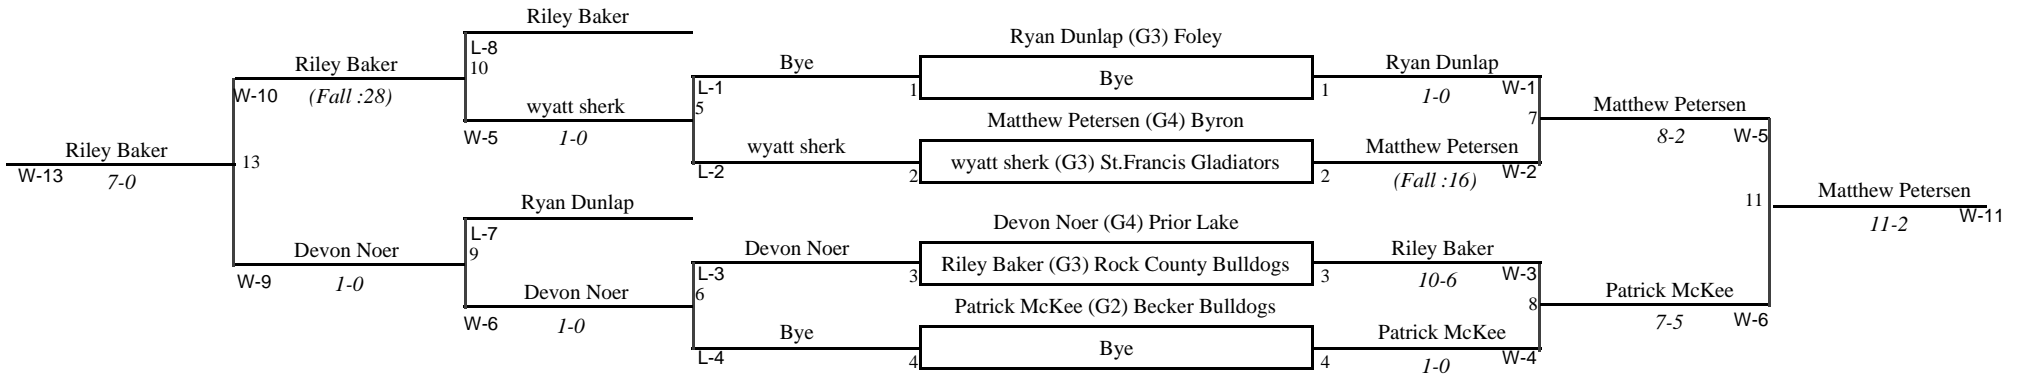 Riley Baker
L-8
10
Riley Baker
W-10
(Fall :28)
wyatt sherk
W-5
1-0
Riley Baker
W-13
7-0
13
Ryan Dunlap
L-7
9
Devon Noer
W-9
1-0
Devon Noer
W-6
1-0
Bye
L-1
1
5
wyatt sherk
L-2
2
Devon Noer
L-3
3
6
Bye
L-4
4
Ryan Dunlap (G3) Foley
Bye
Matthew Petersen (G4) Byron
wyatt sherk (G3) St.Francis Gladiators
Devon Noer (G4) Prior Lake
Riley Baker (G3) Rock County Bulldogs
Patrick McKee (G2) Becker Bulldogs
Bye
Ryan Dunlap
1
1-0
W-1
7
Matthew Petersen
2
(Fall :16)
W-2
Riley Baker
3
10-6
W-3
8
Patrick McKee
4
1-0
W-4
Matthew Petersen
8-2
W-5
Patrick McKee
7-5
W-6
11
Matthew Petersen
11-2
W-11